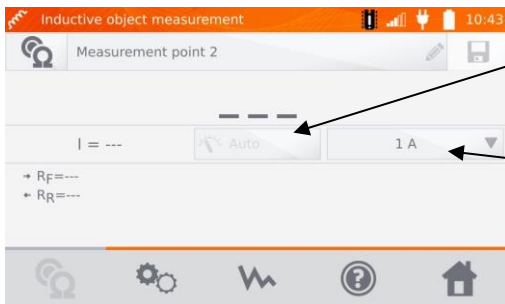 Inductive object measurement 10:43
Measurement point 2
---
I = --- Auto 1 A
RF=---
RR=---